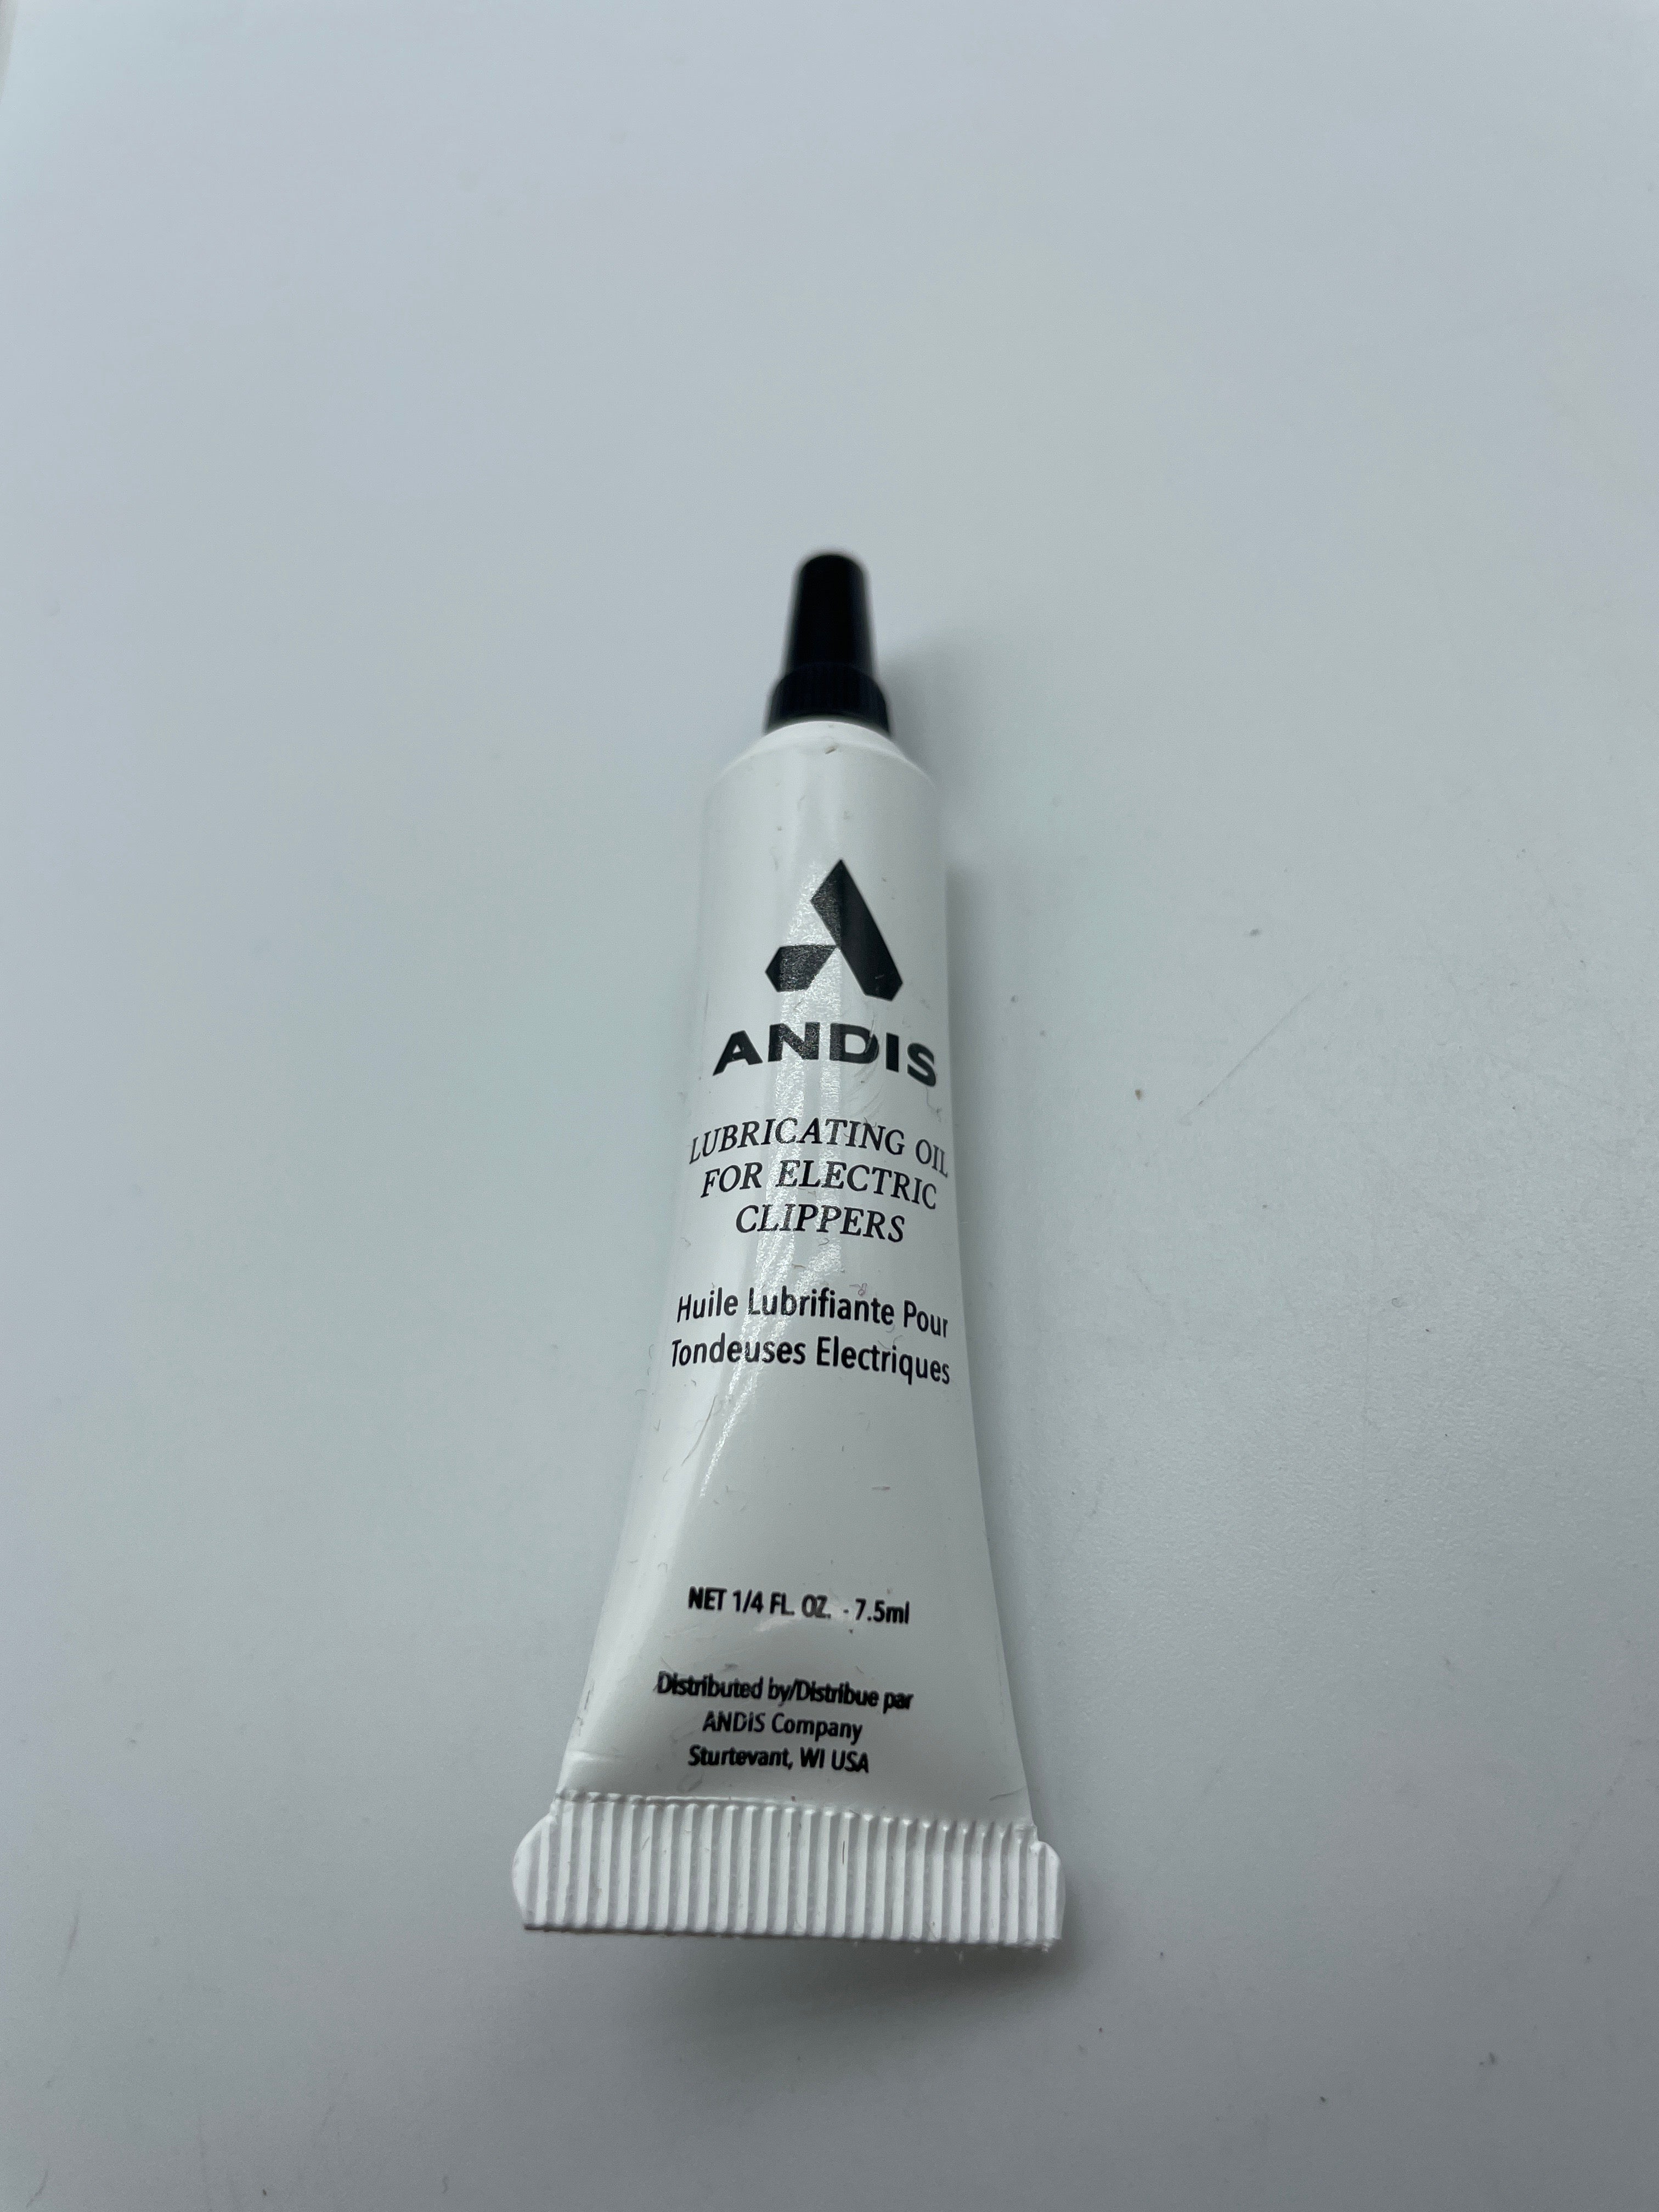 ANDIS
LUBRICATING OIL
FOR ELECTRIC
CLIPPERS
Huile Lubrifiante Pour
Tondeuses Electriques
NET 1/4 FL. OZ. - 7.5ml
Distributed by/Distribue par
ANDIS Company
Sturtevant, WI USA